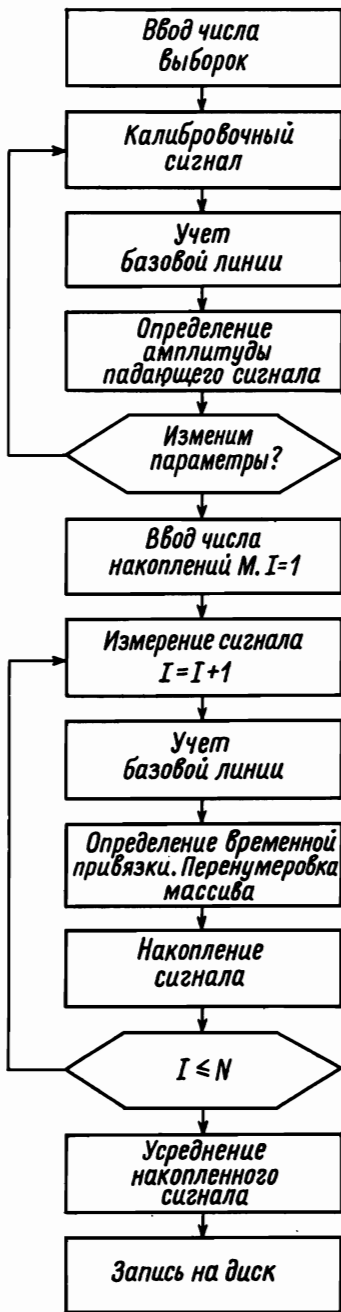 Ввод числа
выборок
Калибровочный
сигнал
Учет
базовой линии
Определение
амплитуды
падающего сигнала
Изменим
параметры?
Ввод числа
накоплений М. I=1
Измерение сигнала
I=I+1
Учет
базовой линии
Определение временной
привязки. Перенумеровка
массива
Накопление
сигнала
I ≤ N
Усреднение
накопленного
сигнала
Запись на диск